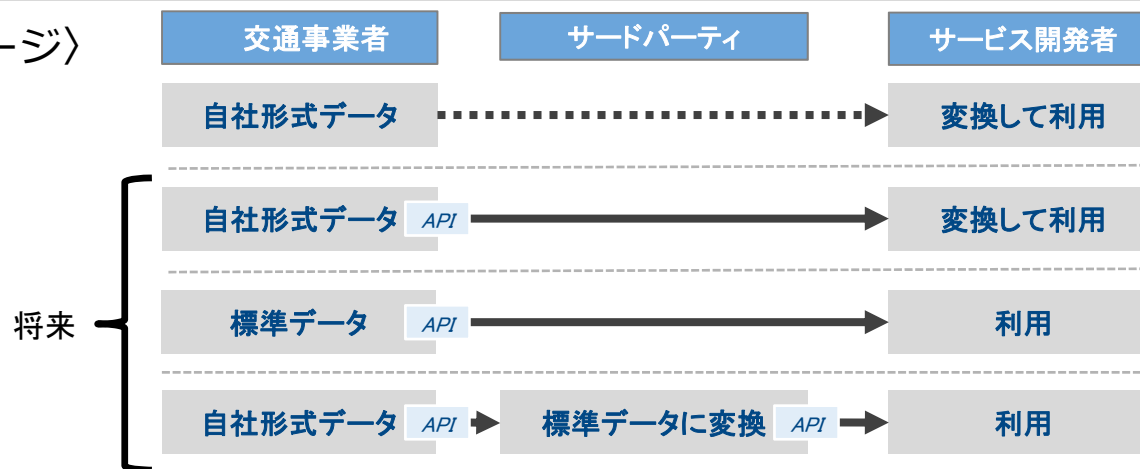 ージ〉
交通事業者 サードパーティ サービス開発者
自社形式データ 変換して利用
自社形式データ API 変換して利用
将来
標準データ API 利用
自社形式データ API 標準データに変換 API 利用